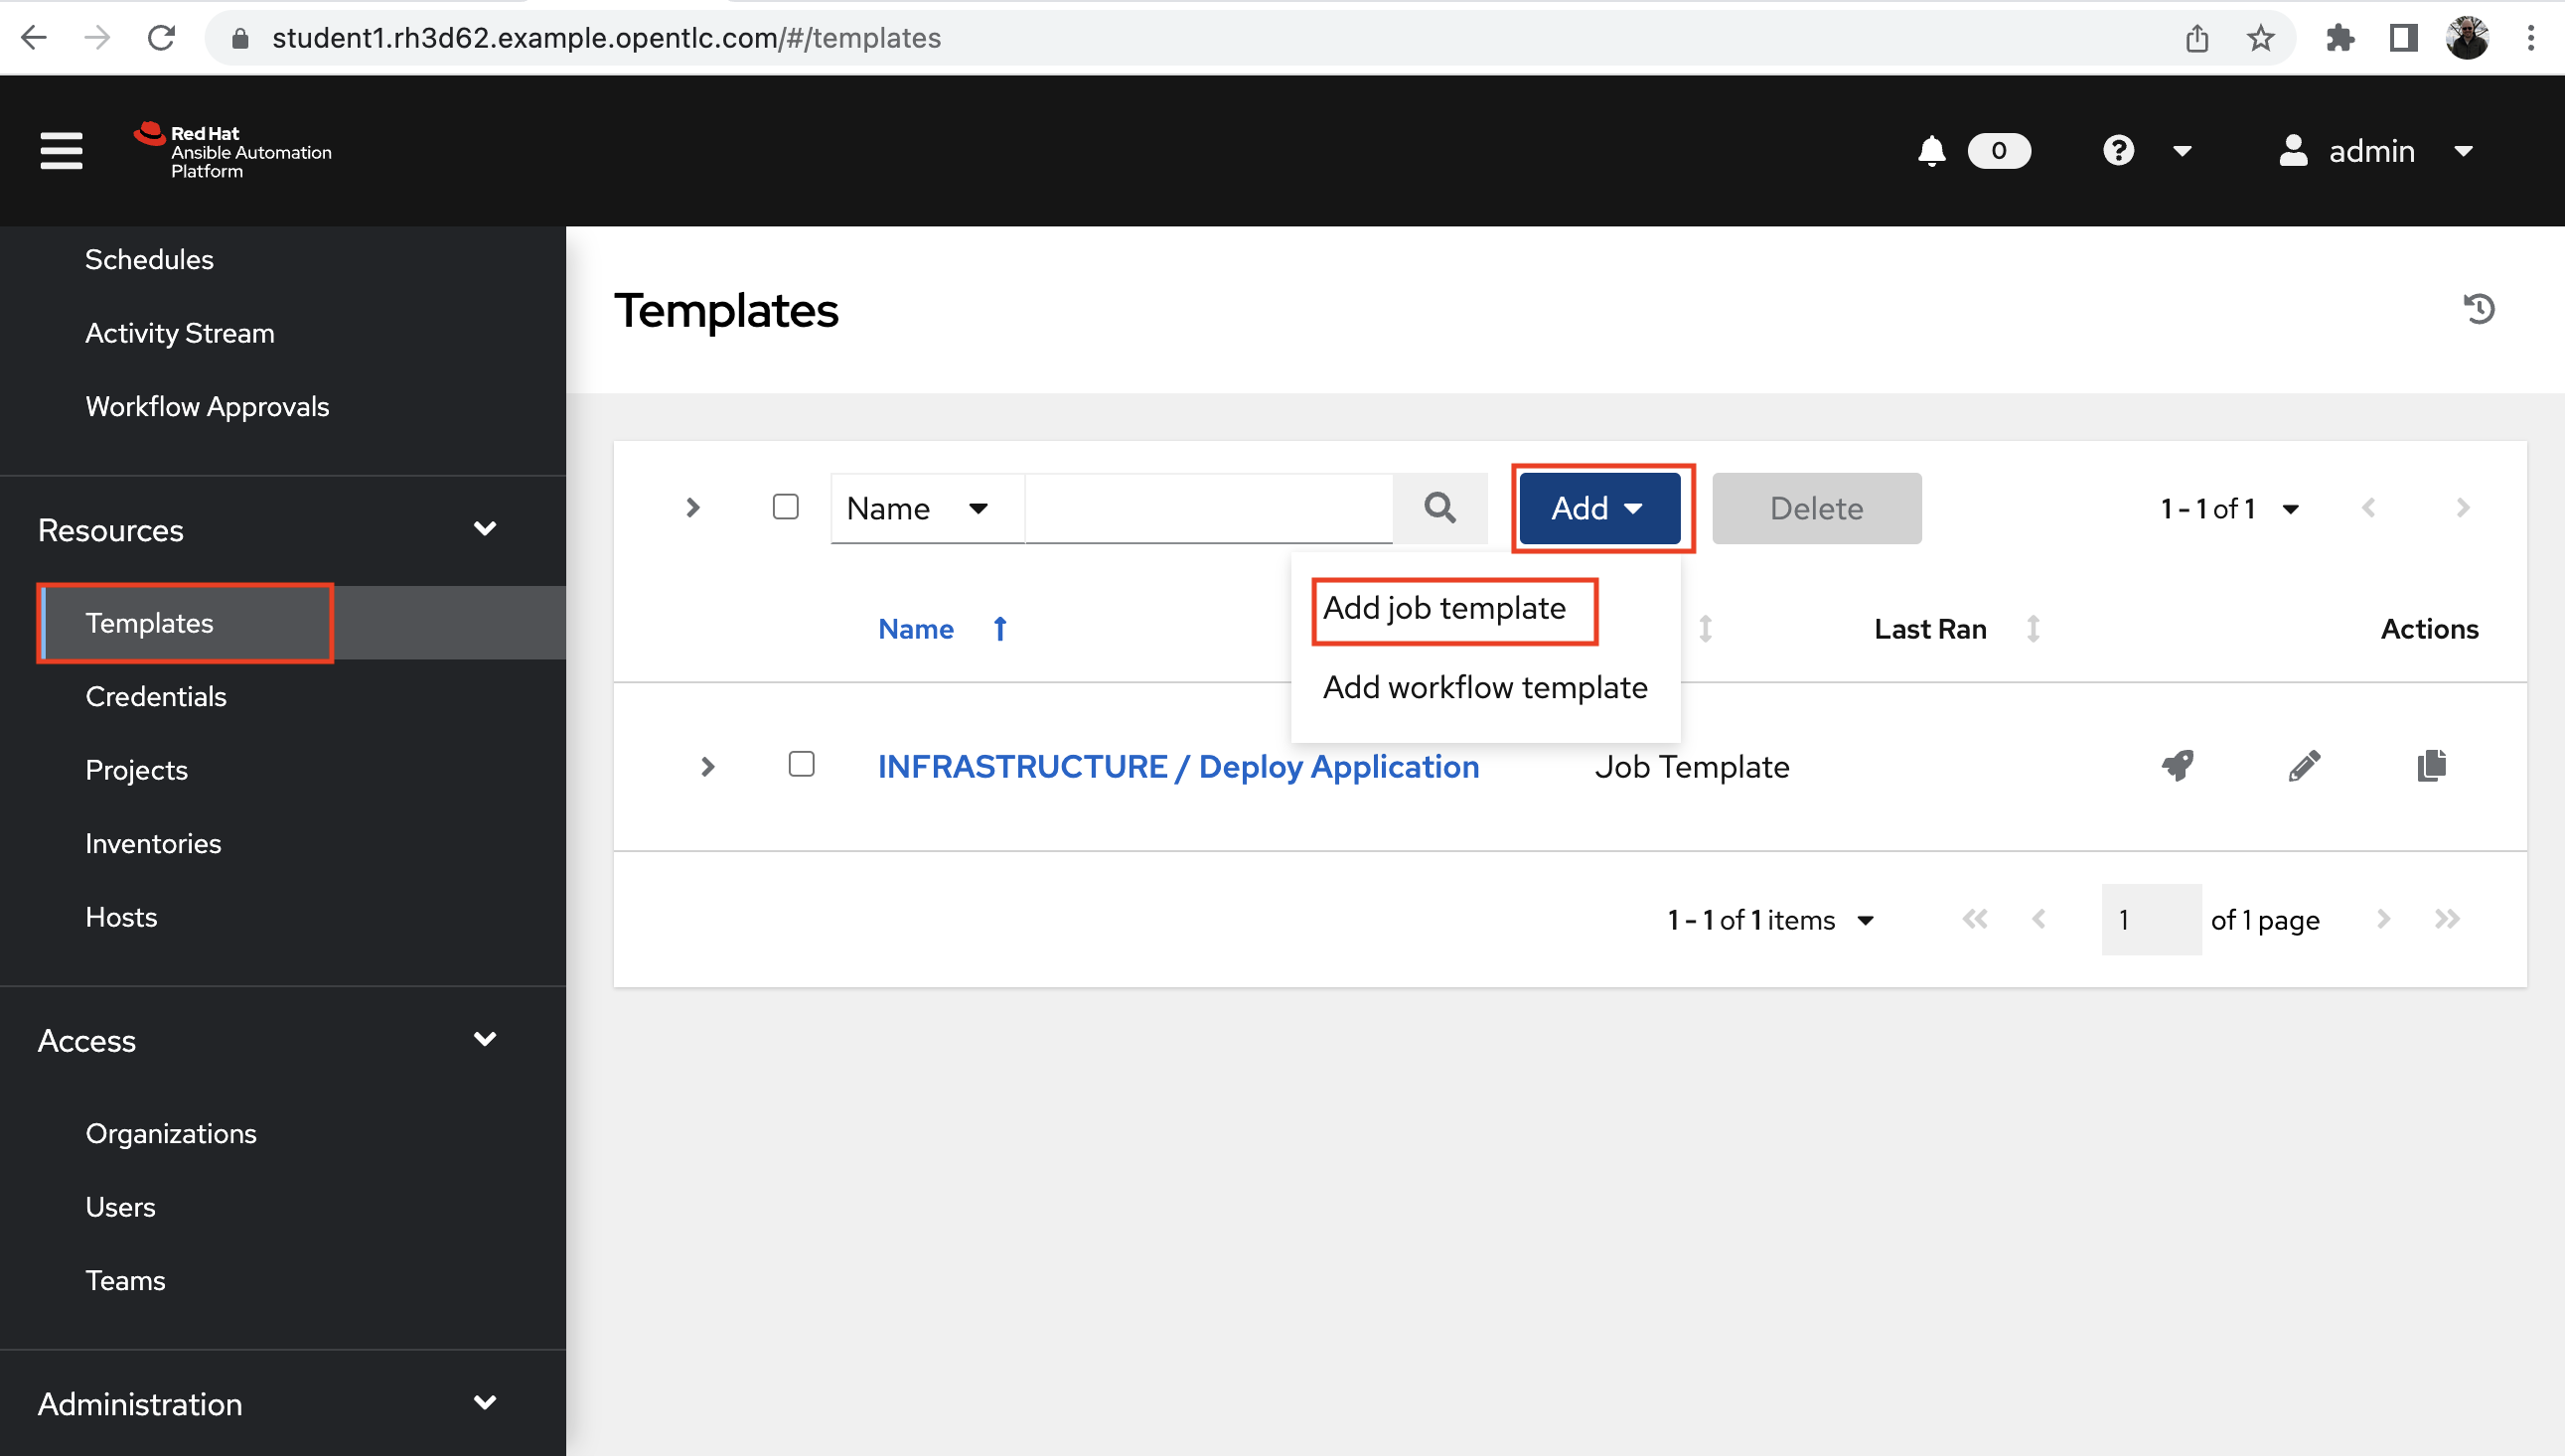 student1.rh3d62.example.opentlc.com/#/templates
Red Hat
Ansible Automation
Platform
0
?
admin
Schedules
Activity Stream
Workflow Approvals
Resources
Templates
Credentials
Projects
Inventories
Hosts
Access
Organizations
Users
Teams
Administration
Templates
Name
Add
Delete
1 - 1 of 1
Add job template
Add workflow template
Name
Last Ran
Actions
INFRASTRUCTURE / Deploy Application
Job Template
1 - 1 of 1 items
1
of 1 page